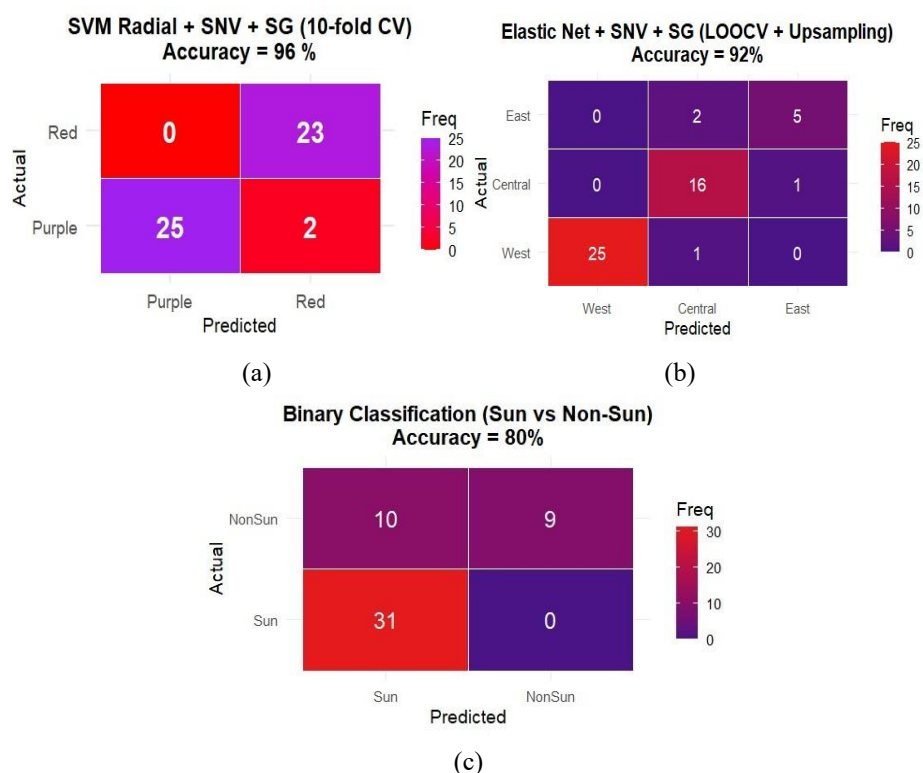 SVM Radial + SNV + SG (10-fold CV)
Accuracy = 96 %
Actual
Red
0
23
Purple
25
2
Purple
Red
Predicted
Freq
25
20
15
10
5
0
(a)
Elastic Net + SNV + SG (LOOCV + Upsampling)
Accuracy = 92%
Actual
East
0
2
5
Central
0
16
1
West
25
1
0
West
Central
East
Predicted
Freq
25
20
15
10
5
0
(b)
Binary Classification (Sun vs Non-Sun)
Accuracy = 80%
Actual
NonSun
10
9
Sun
31
0
Sun
NonSun
Predicted
Freq
30
20
10
0
(c)